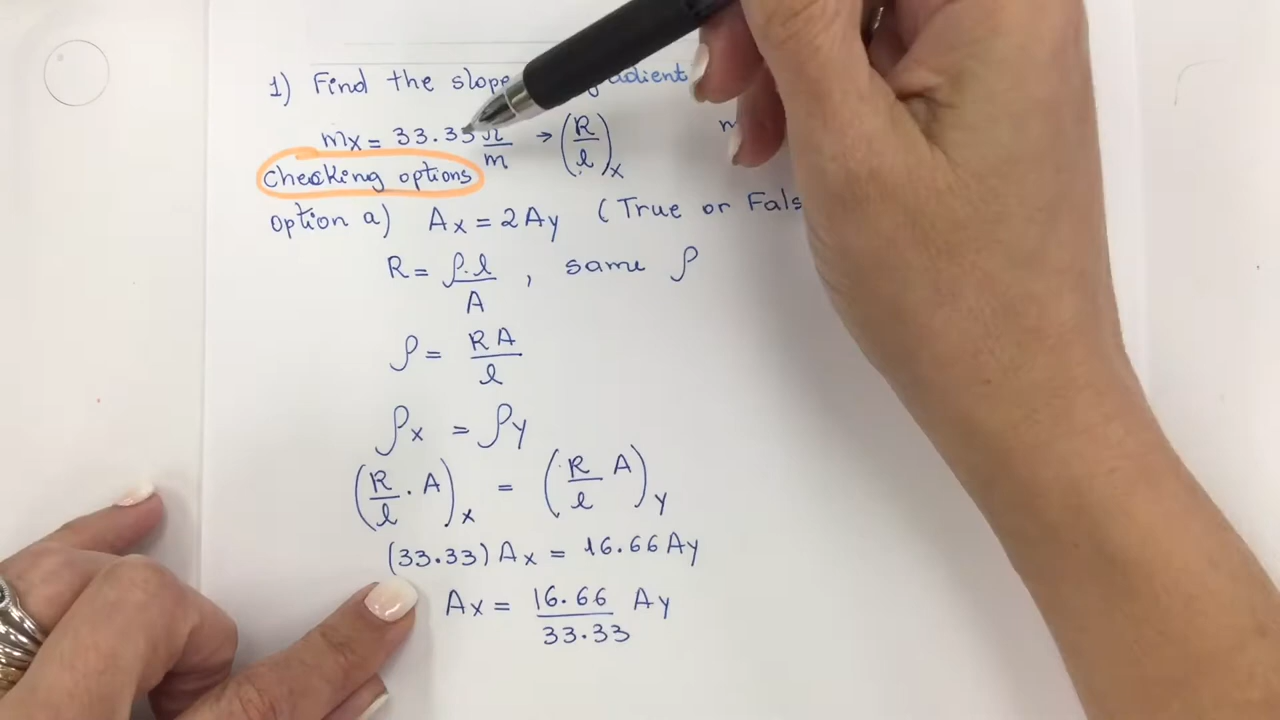 1) Find the slope gradient
mx = 33.33 Ω/m → (R/l)x m
Checking options
Option a) Ax = 2Ay (True or Fals
R = ρ.l/A , same ρ
ρ = RA/l
ρx = ρy
(R/l . A)x = (R/l A)y
(33.33) Ax = 16.66 Ay
Ax = 16.66/33.33 Ay